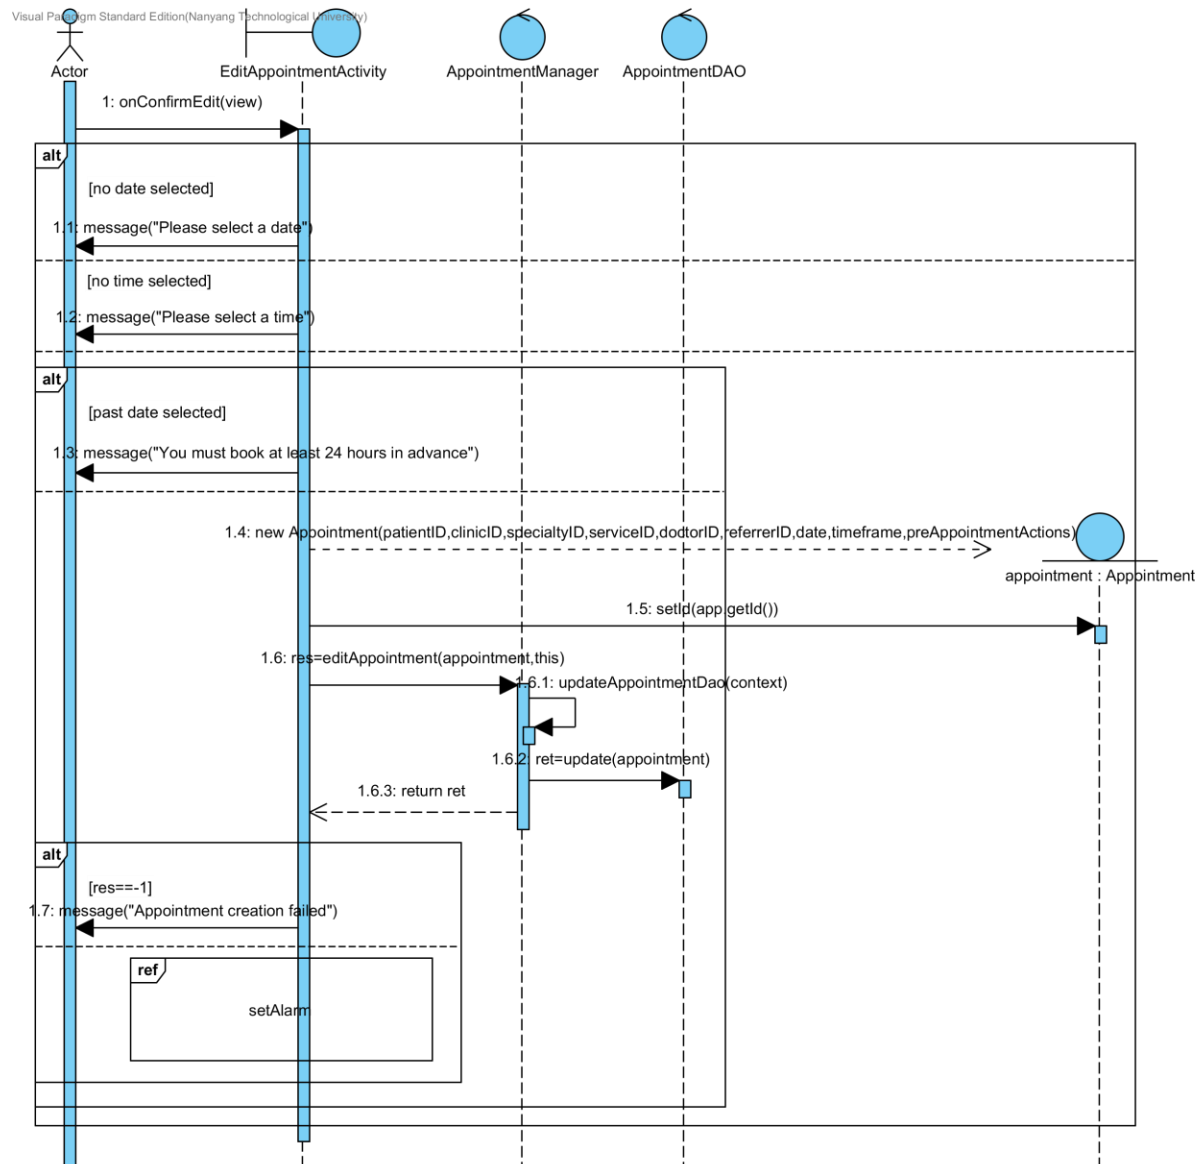 Visual Paradigm Standard Edition(Nanyang Technological University)
Actor
EditAppointmentActivity
AppointmentManager
AppointmentDAO
1: onConfirmEdit(view)
alt
[no date selected]
1.1: message("Please select a date")
[no time selected]
1.2: message("Please select a time")
alt
[past date selected]
1.3: message("You must book at least 24 hours in advance")
1.4: new Appointment(patientID,clinicID,specialtyID,serviceID,doctorID,referrerID,date,timeframe,preAppointmentActions)
appointment : Appointment
1.5: setId(app.getId())
1.6: res=editAppointment(appointment,this)
1.6.1: updateAppointmentDao(context)
1.6.2: ret=update(appointment)
1.6.3: return ret
alt
[res==-1]
1.7: message("Appointment creation failed")
ref
setAlarm